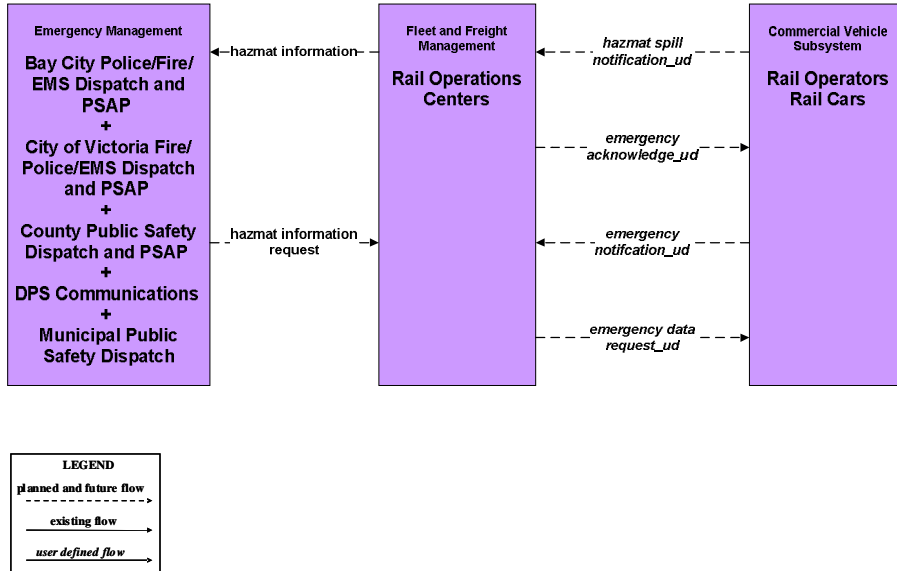 Emergency Management
Bay City Police/Fire/
EMS Dispatch and
PSAP
+
City of Victoria Fire/
Police/EMS Dispatch
and PSAP
+
County Public Safety
Dispatch and PSAP
+
DPS Communications
+
Municipal Public
Safety Dispatch
hazmat information
hazmat information
request
Fleet and Freight
Management
Rail Operations
Centers
hazmat spill
notification_ud
emergency
acknowledge_ud
emergency
notifcation_ud
emergency data
request_ud
Commercial Vehicle
Subsystem
Rail Operators
Rail Cars
LEGEND
planned and future flow
existing flow
user defined flow